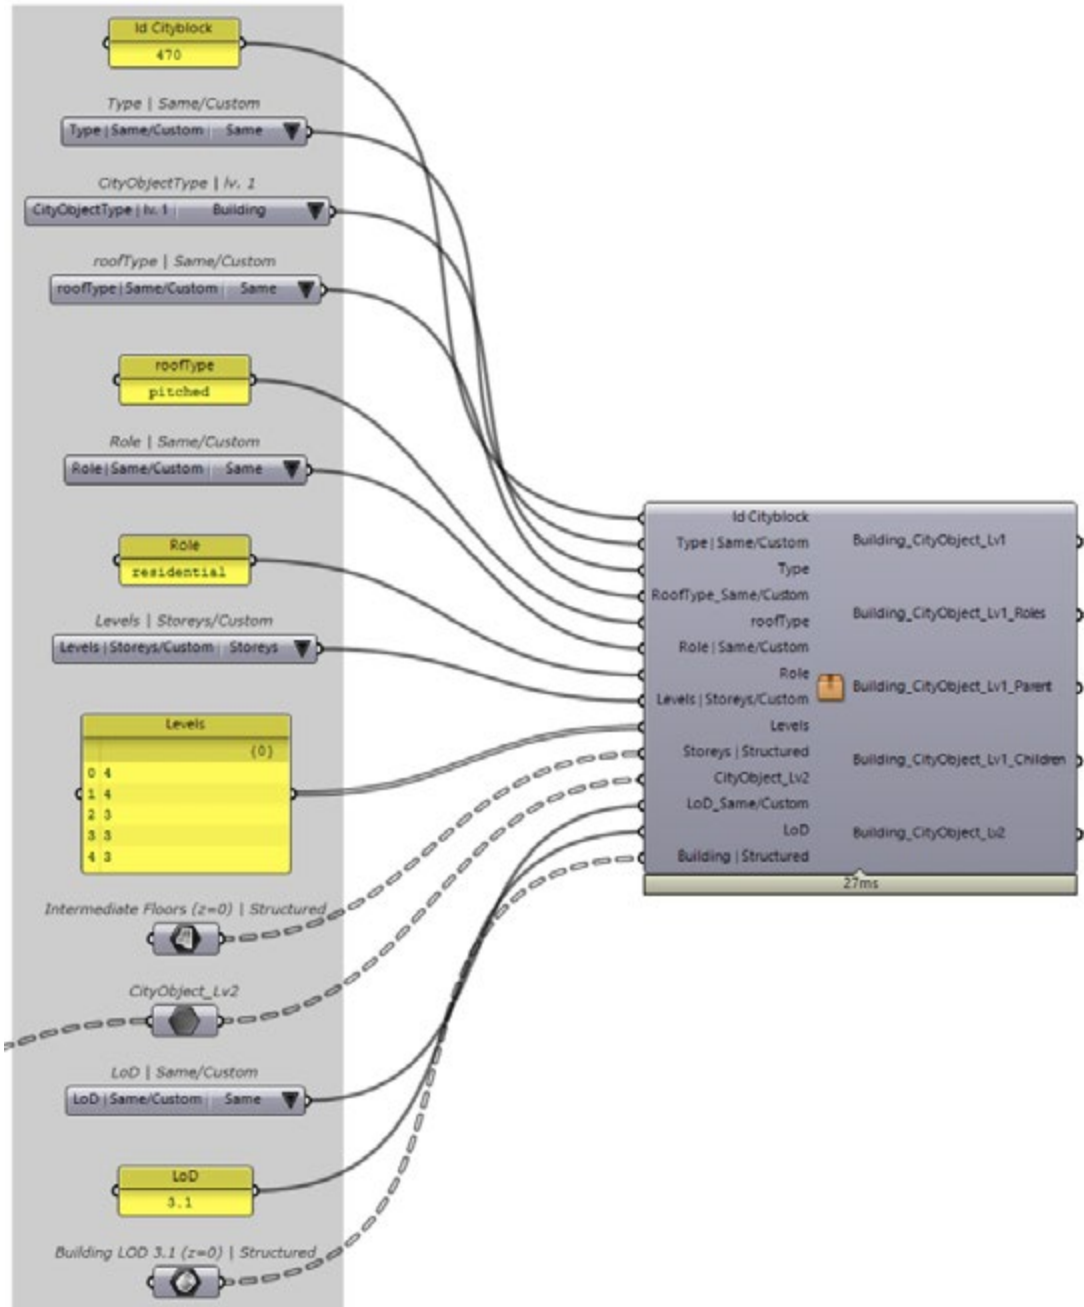 Id Cityblock
470
Type | Same/Custom
Type | Same/Custom Same
CityObjectType | lv. 1
CityObjectType | lv. 1 Building
roofType | Same/Custom
roofType | Same/Custom Same
roofType
pitched
Role | Same/Custom
Role | Same/Custom Same
Role
residential
Levels | Storeys/Custom
Levels | Storeys/Custom Storeys
Levels
{0}
0 4
1 4
2 3
3 3
4 3
Intermediate Floors (z=0) | Structured
CityObject_Lv2
LoD | Same/Custom
LoD | Same/Custom Same
LoD
3.1
Building LOD 3.1 (z=0) | Structured
Id Cityblock
Type | Same/Custom
Type
RoofType_Same/Custom
roofType
Role | Same/Custom
Role
Levels | Storeys/Custom
Levels
Storeys | Structured
CityObject_Lv2
LoD_Same/Custom
LoD
Building | Structured
Building_CityObject_Lv1
Building_CityObject_Lv1_Roles
Building_CityObject_Lv1_Parent
Building_CityObject_Lv1_Children
Building_CityObject_Lv2
27ms